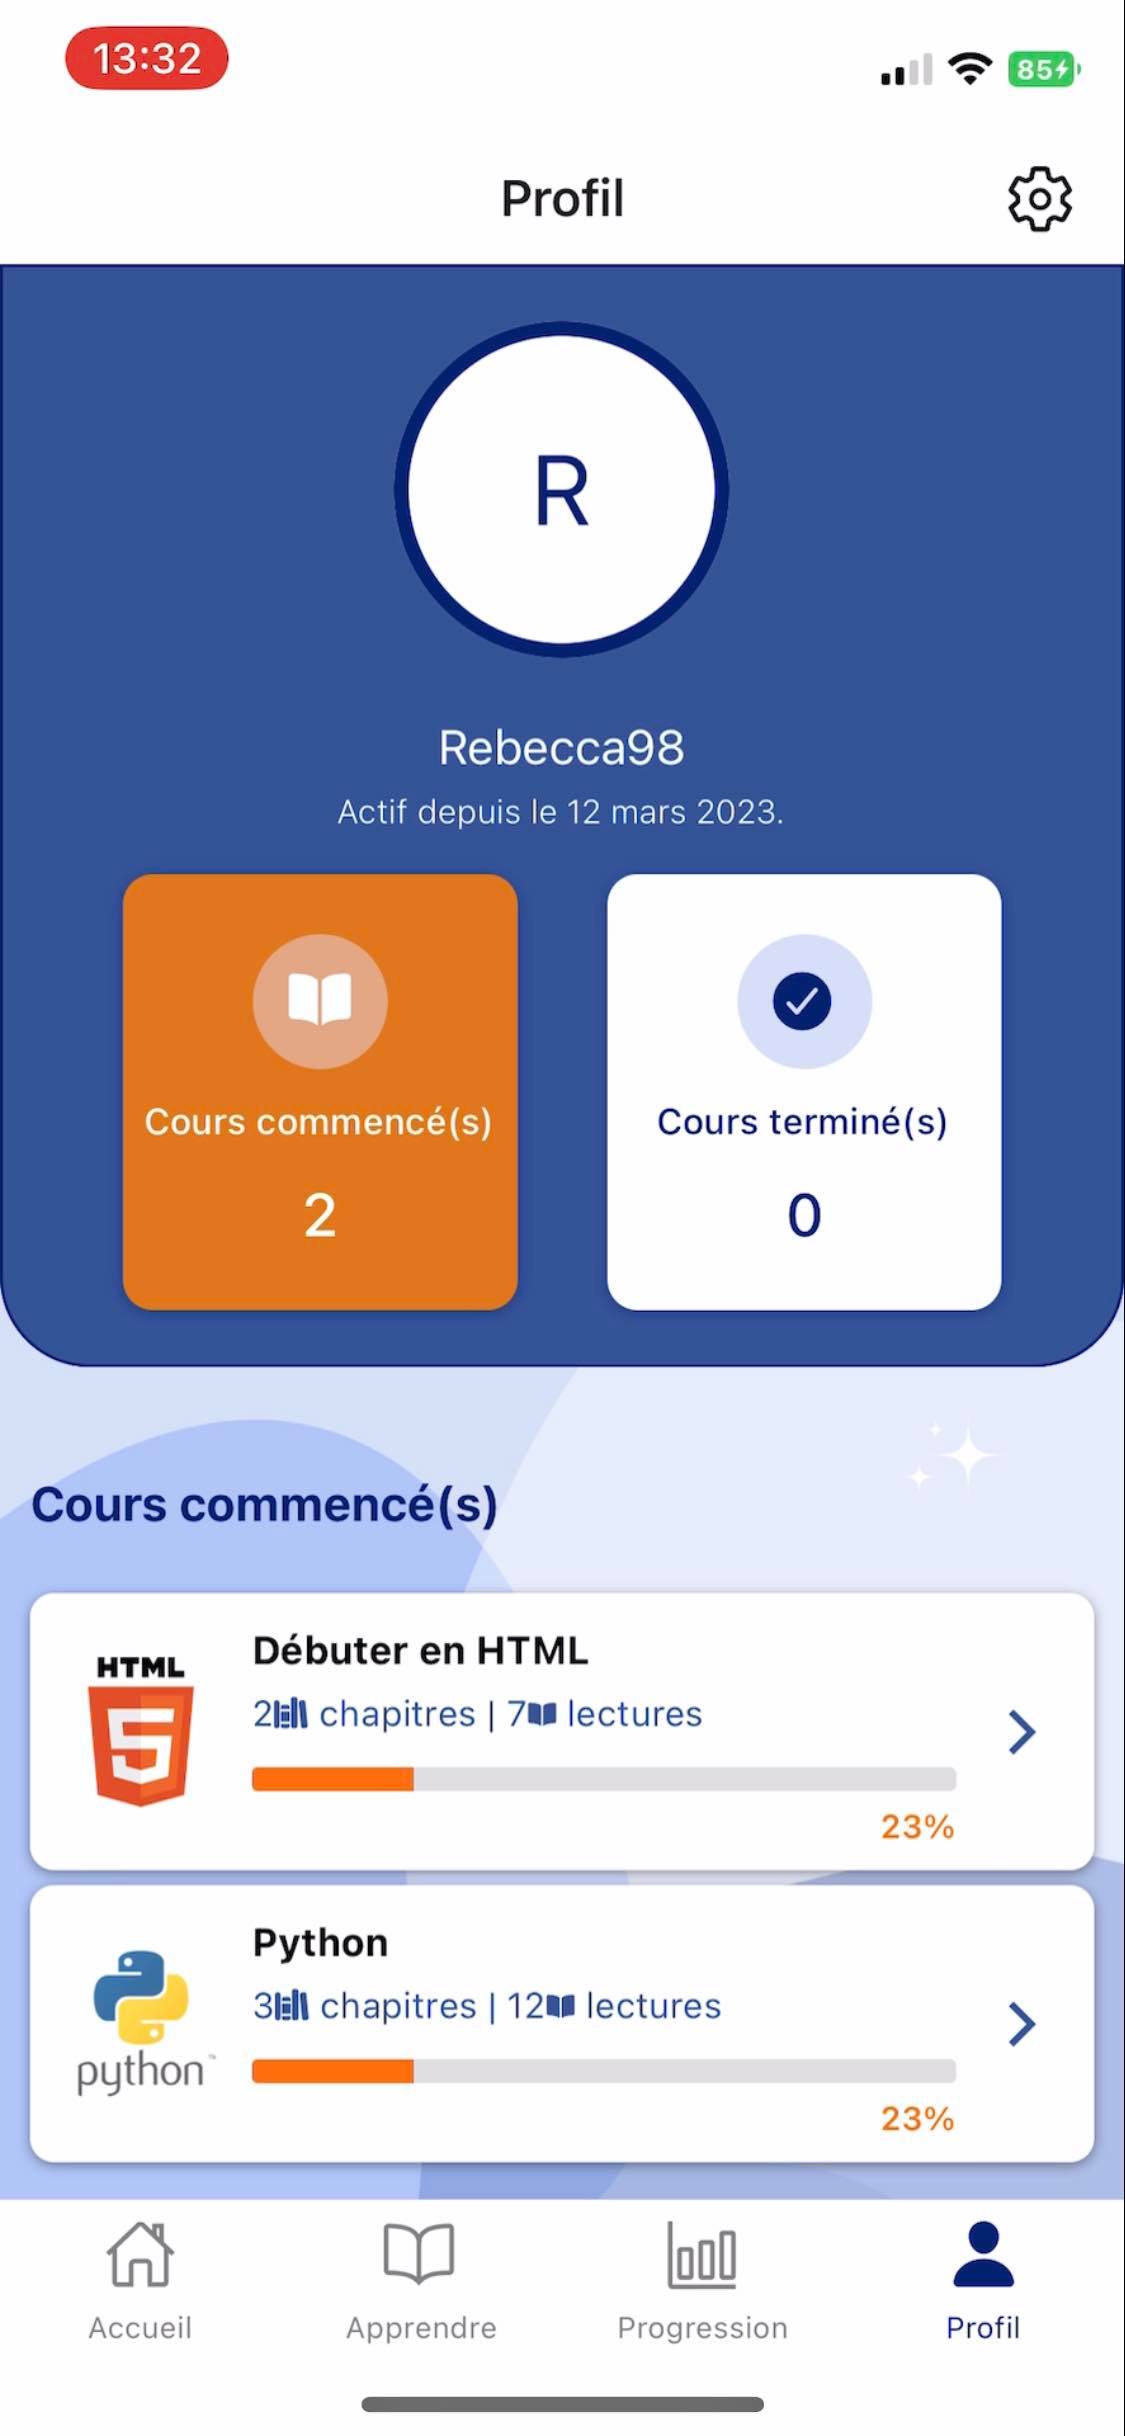 13:32
85
Profil
R
Rebecca98
Actif depuis le 12 mars 2023.
Cours commencé(s)
2
Cours terminé(s)
0
Cours commencé(s)
HTML
5
Débuter en HTML
2 chapitres | 7 lectures
23%
python™
Python
3 chapitres | 12 lectures
23%
Accueil
Apprendre
Progression
Profil